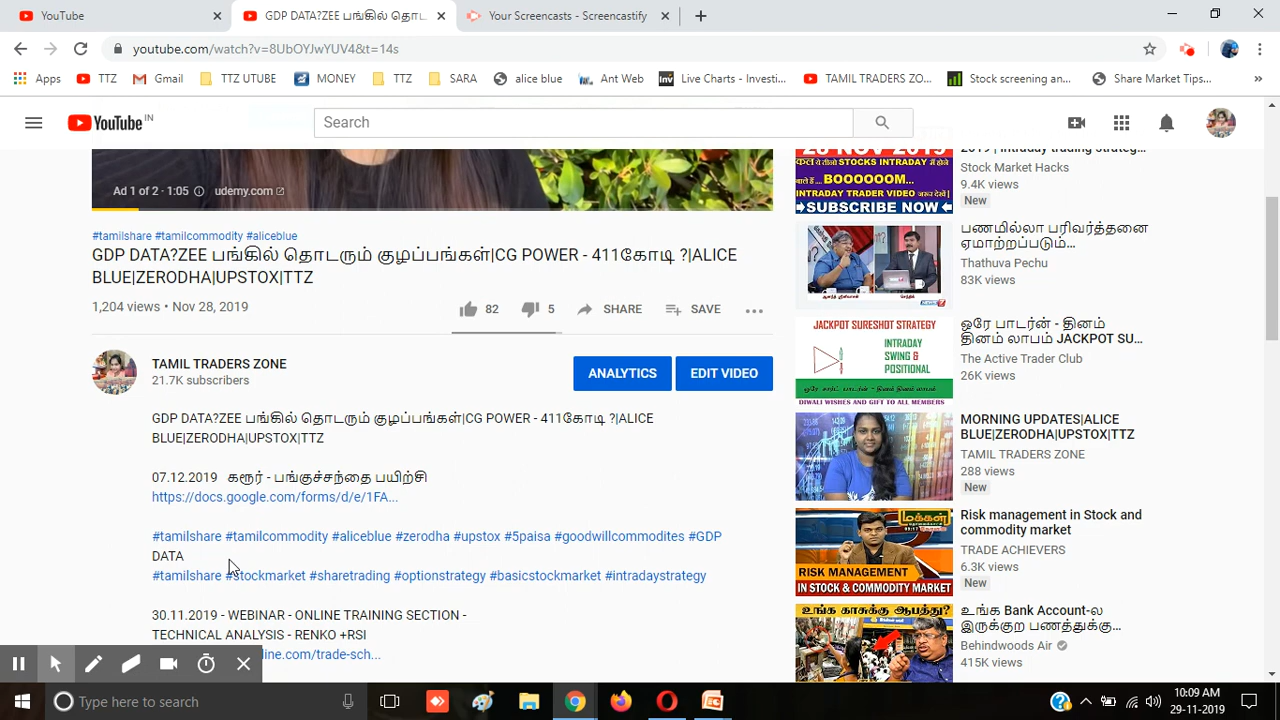 YouTube
GDP DATA?ZEE பங்கில் தொட
Your Screencasts - Screencastify
youtube.com/watch?v=8UbOYJwYUV4&t=14s
Apps
TTZ
Gmail
TTZ UTUBE
MONEY
TTZ
SARA
alice blue
Ant Web
Live Charts - Investi...
TAMIL TRADERS ZO...
Stock screening an...
Share Market Tips...
YouTube IN
Search
Ad 1 of 2 · 1:05
udemy.com
#tamilshare #tamilcommodity #aliceblue
GDP DATA?ZEE பங்கில் தொடரும் குழப்பங்கள்|CG POWER - 411கோடி ?|ALICE
BLUE|ZERODHA|UPSTOX|TTZ
1,204 views • Nov 28, 2019
82
5
SHARE
SAVE
TAMIL TRADERS ZONE
21.7K subscribers
ANALYTICS
EDIT VIDEO
GDP DATA?ZEE பங்கில் தொடரும் குழப்பங்கள்|CG POWER - 411கோடி ?|ALICE
BLUE|ZERODHA|UPSTOX|TTZ
07.12.2019 கரூர் - பங்குச்சந்தை பயிற்சி
https://docs.google.com/forms/d/e/1FA...
#tamilshare #tamilcommodity #aliceblue #zerodha #upstox #5paisa #goodwillcommodites #GDP
DATA
#tamilshare #stockmarket #sharetrading #optionstrategy #basicstockmarket #intradaystrategy
30.11.2019 - WEBINAR - ONLINE TRAINING SECTION -
TECHNICAL ANALYSIS - RENKO +RSI
line.com/trade-sch...
28 NOV 2019
कल ये तीनो STOCKS INTRADAY में होने
वाले हैं... BOOOOOOM...
INTRADAY TRADER VIDEO जरूर देखें
SUBSCRIBE NOW
2019 | Intraday trading strateg...
Stock Market Hacks
9.4K views
New
பணமில்லா பரிவர்த்தனை
ஏமாற்றப்படும்...
Thathuva Pechu
83K views
JACKPOT SURESHOT STRATEGY
INTRADAY
SWING &
POSITIONAL
ஒரே சார்ட் பாடர்ன் - தினம் தினம் லாபம்
DIWALI WISHES AND GIFT TO ALL MEMBERS
ஒரே பாடர்ன் - தினம்
தினம் லாபம் JACKPOT SU...
The Active Trader Club
26K views
MORNING UPDATES|ALICE
BLUE|ZERODHA|UPSTOX|TTZ
TAMIL TRADERS ZONE
288 views
New
மக்கள்
RISK MANAGEMENT
IN STOCK & COMMODITY MARKET
Risk management in Stock and
commodity market
TRADE ACHIEVERS
6.3K views
New
உங்க காசுக்கு ஆபத்து?
உங்க Bank Account-ல
இருக்குற பணத்துக்கு...
Behindwoods Air
415K views
Type here to search
10:09 AM
29-11-2019